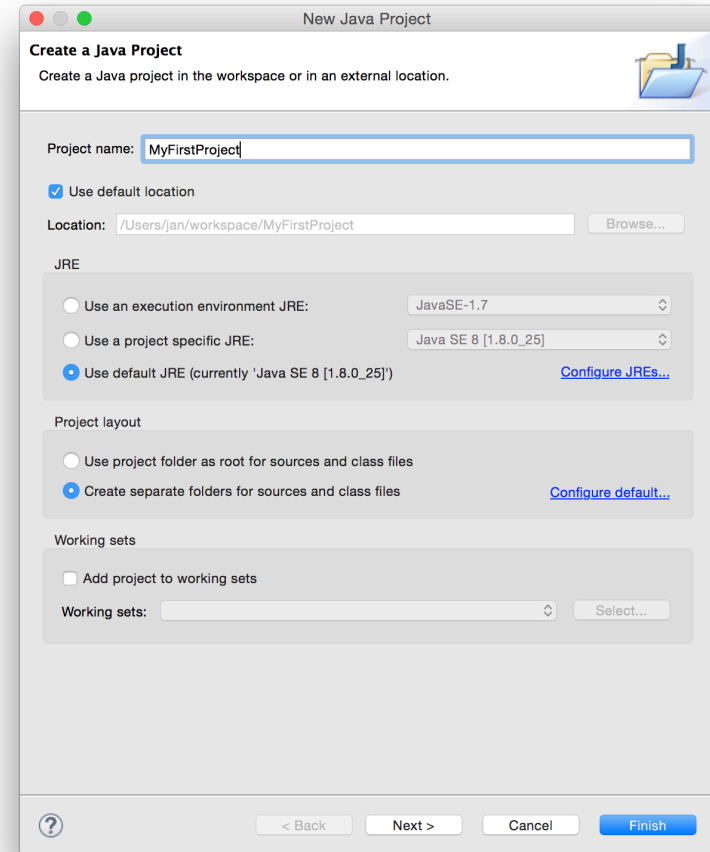 New Java Project
Create a Java Project
Create a Java project in the workspace or in an external location.
Project name: MyFirstProject
Use default location
Location: /Users/jan/workspace/MyFirstProject Browse...
JRE
Use an execution environment JRE: JavaSE-1.7
Use a project specific JRE: Java SE 8 [1.8.0_25]
Use default JRE (currently 'Java SE 8 [1.8.0_25]') Configure JREs...
Project layout
Use project folder as root for sources and class files
Create separate folders for sources and class files Configure default...
Working sets
Add project to working sets
Working sets: Select...
? < Back Next > Cancel Finish